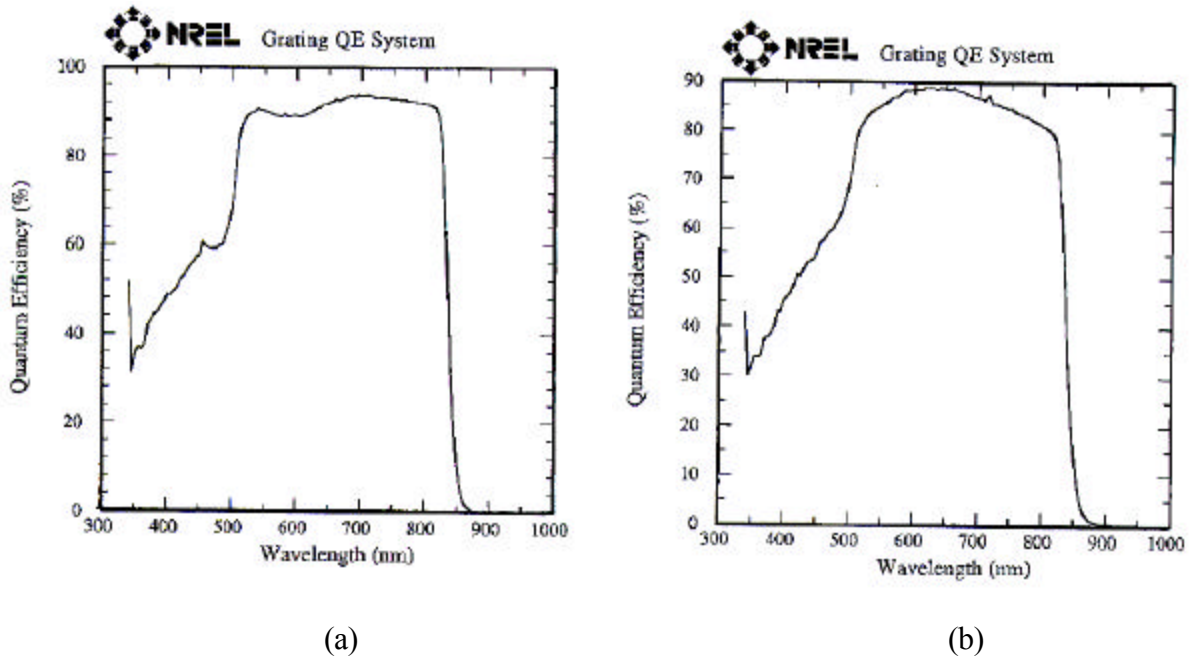 NREL Grating QE System
100
80
60
40
20
0
300 400 500 600 700 800 900 1000
Wavelength (nm)
Quantum Efficiency (%)
(a)
NREL Grating QE System
90
80
70
60
50
40
30
20
10
0
300 400 500 600 700 800 900 1000
Wavelength (nm)
Quantum Efficiency (%)
(b)